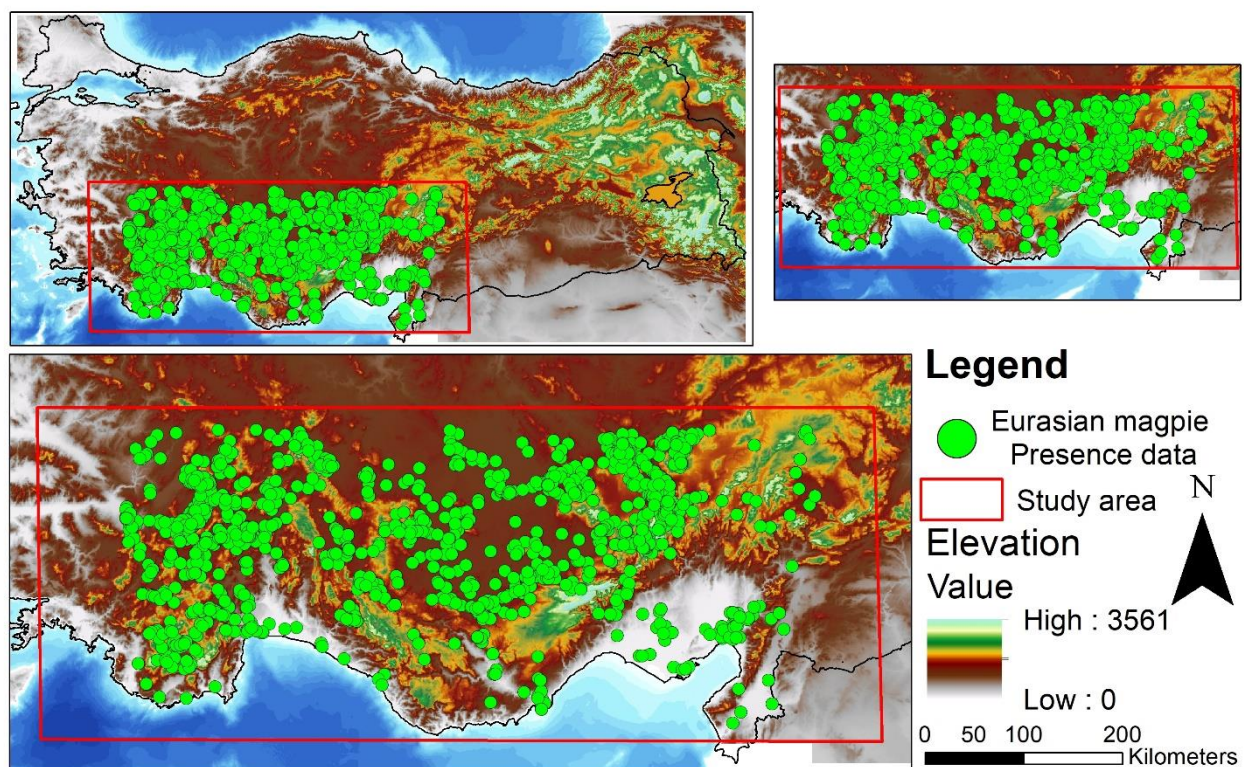 Legend
Eurasian magpie
Presence data
Study area
N
Elevation
Value
High : 3561
Low : 0
0 50 100 200
Kilometers